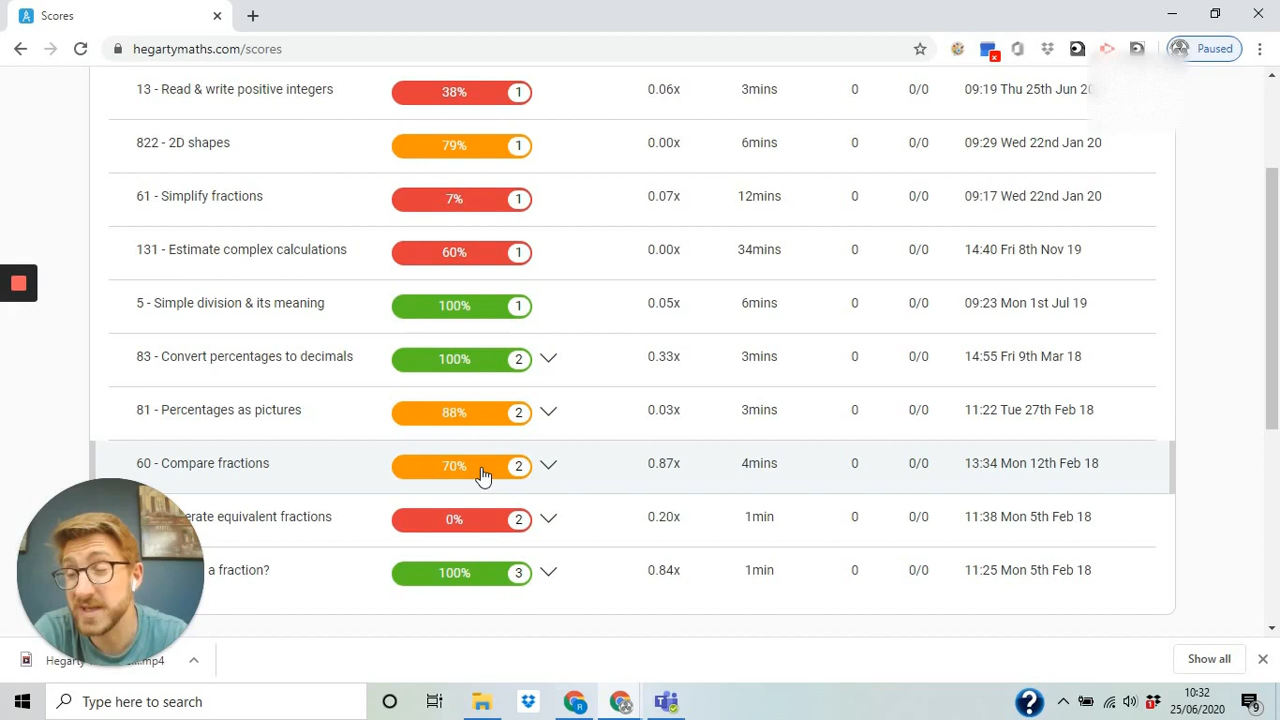 Scores
hegartymaths.com/scores
Paused
13 - Read & write positive integers 38% 1 0.06x 3mins 0 0/0 09:19 Thu 25th Jun 20
822 - 2D shapes 79% 1 0.00x 6mins 0 0/0 09:29 Wed 22nd Jan 20
61 - Simplify fractions 7% 1 0.07x 12mins 0 0/0 09:17 Wed 22nd Jan 20
131 - Estimate complex calculations 60% 1 0.00x 34mins 0 0/0 14:40 Fri 8th Nov 19
5 - Simple division & its meaning 100% 1 0.05x 6mins 0 0/0 09:23 Mon 1st Jul 19
83 - Convert percentages to decimals 100% 2 0.33x 3mins 0 0/0 14:55 Fri 9th Mar 18
81 - Percentages as pictures 88% 2 0.03x 3mins 0 0/0 11:22 Tue 27th Feb 18
60 - Compare fractions 70% 2 0.87x 4mins 0 0/0 13:34 Mon 12th Feb 18
erate equivalent fractions 0% 2 0.20x 1min 0 0/0 11:38 Mon 5th Feb 18
a fraction? 100% 3 0.84x 1min 0 0/0 11:25 Mon 5th Feb 18
Hegarty .mp4 Show all
Type here to search
10:32
25/06/2020
9